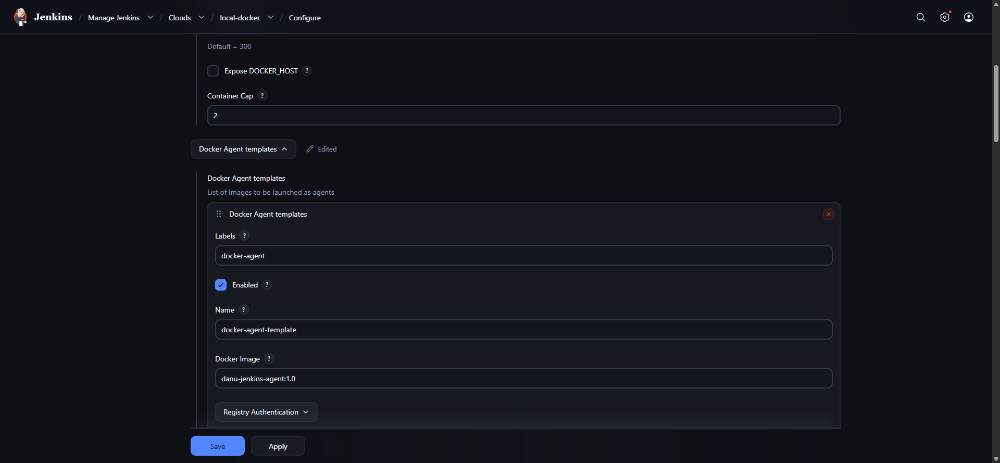 Jenkins / Manage Jenkins / Clouds / local-docker / Configure
Default = 300
Expose DOCKER_HOST ?
Container Cap ?
2
Docker Agent templates Edited
Docker Agent templates
List of Images to be launched as agents
Docker Agent templates
Labels ?
docker-agent
Enabled ?
Name ?
docker-agent-template
Docker Image ?
danu-jenkins-agent:1.0
Registry Authentication
Save Apply